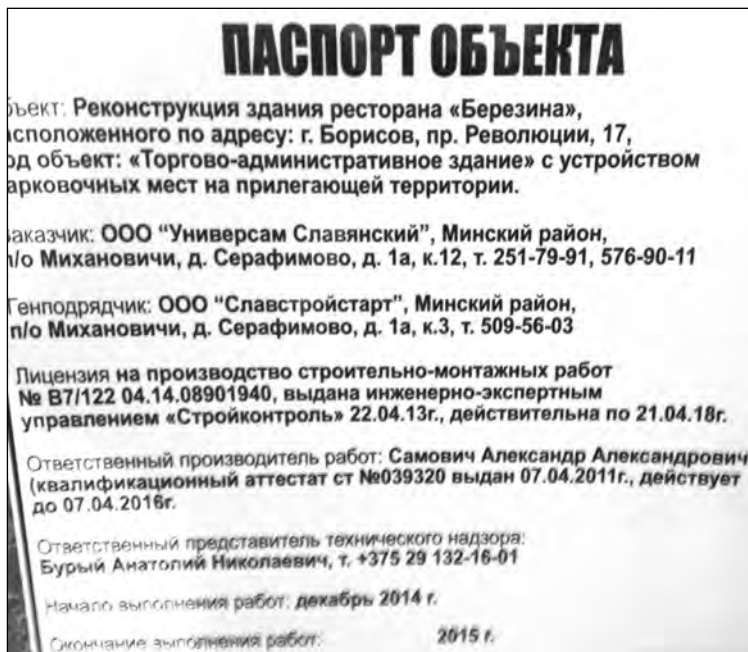 ПАСПОРТ ОБЪЕКТА
бъект: Реконструкция здания ресторана «Березина»,
асположенного по адресу: г. Борисов, пр. Революции, 17,
од объект: «Торгово-административное здание» с устройством
арковочных мест на прилегающей территории.
аказчик: ООО “Универсам Славянский”, Минский район,
п/о Михановичи, д. Серафимово, д. 1а, к.12, т. 251-79-91, 576-90-11
Генподрядчик: ООО “Славстройстарт”, Минский район,
п/о Михановичи, д. Серафимово, д. 1а, к.3, т. 509-56-03
Лицензия на производство строительно-монтажных работ
№ В7/122 04.14.08901940, выдана инженерно-экспертным
управлением «Стройконтроль» 22.04.13г., действительна по 21.04.18г.
Ответственный производитель работ: Самович Александр Александрович
(квалификационный аттестат ст №039320 выдан 07.04.2011г., действует
до 07.04.2016г.
Ответственный представитель технического надзора:
Бурый Анатолий Николаевич, т. +375 29 132-16-01
Начало выполнения работ: декабрь 2014 г.
Окончание выполнения работ: 2015 г.